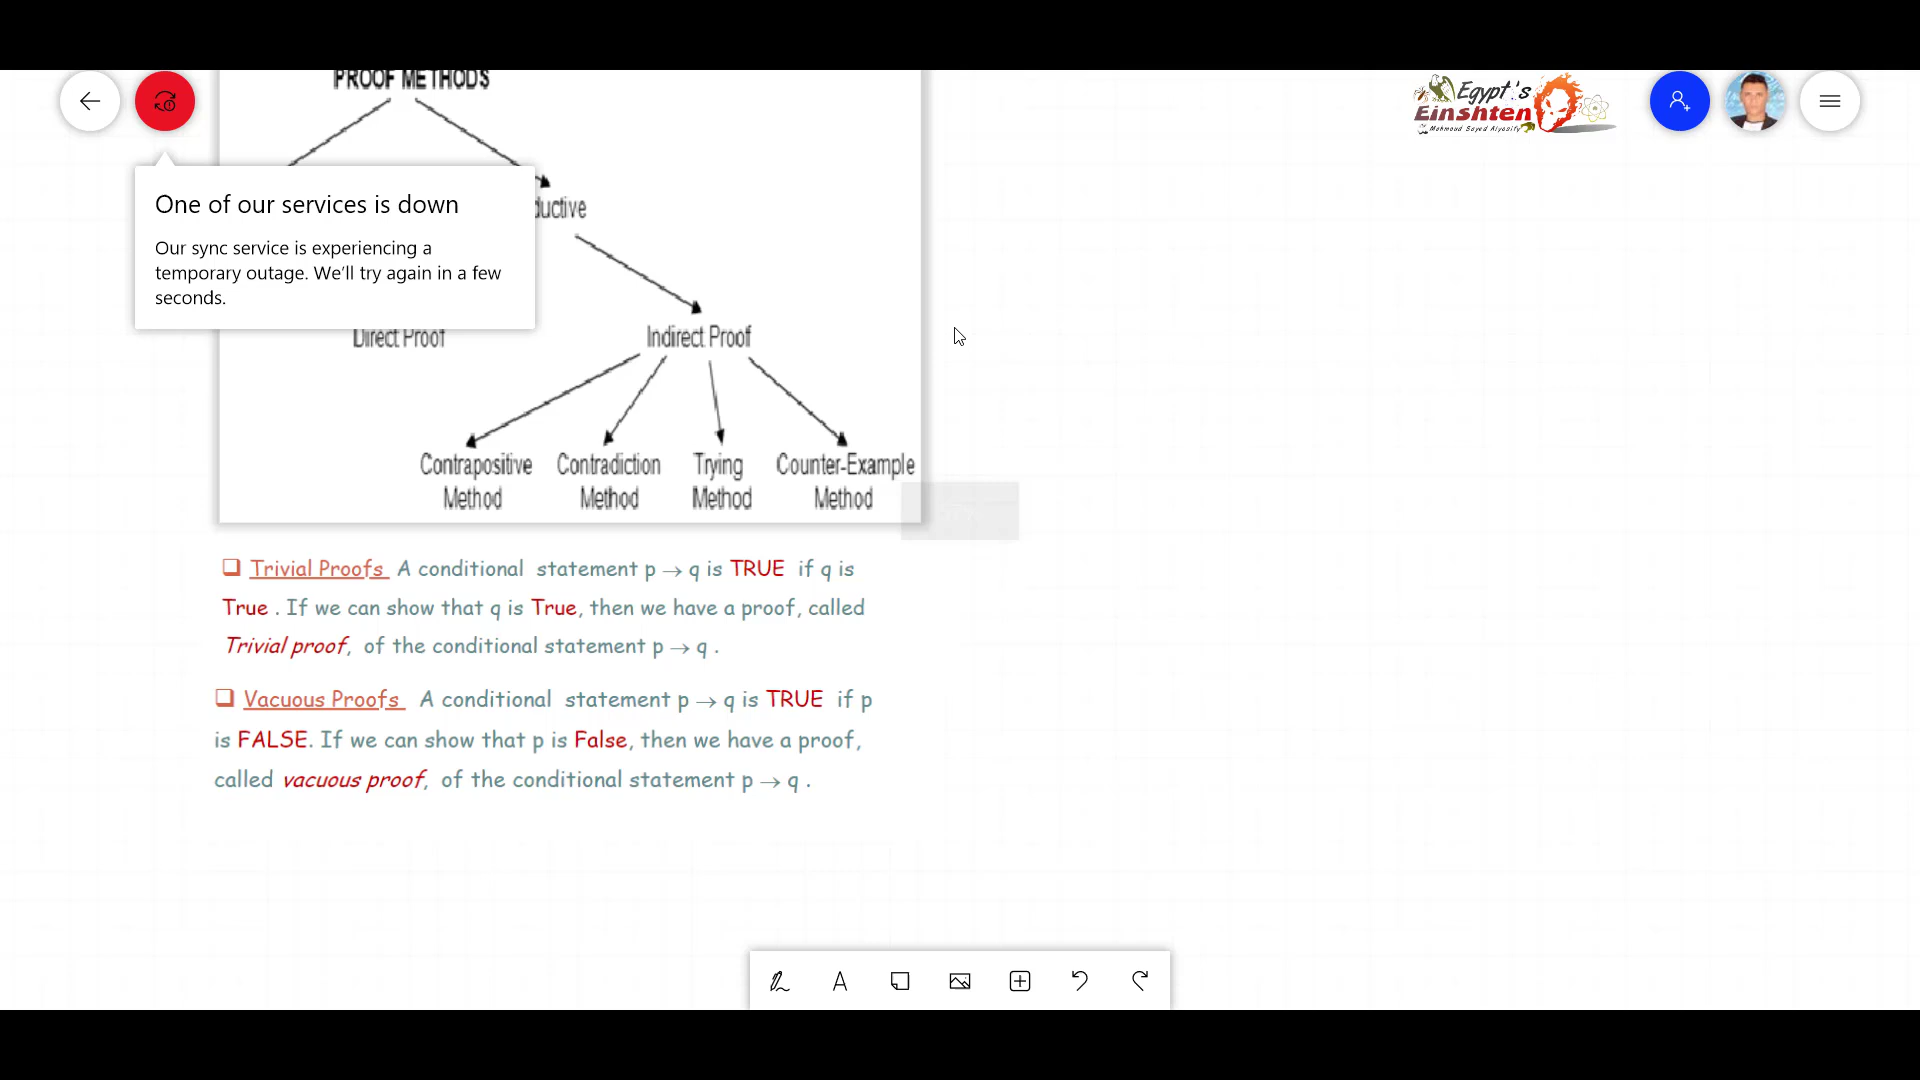 PROOF METHODS
Egypt's
Einshten
Mahmoud Sayed Alyosify
One of our services is down
Our sync service is experiencing a
temporary outage. We'll try again in a few
seconds.
ductive
Direct Proof
Indirect Proof
Contrapositive Method
Contradiction Method
Trying Method
Counter-Example Method
❑ Trivial Proofs A conditional statement p → q is TRUE if q is
True . If we can show that q is True, then we have a proof, called
Trivial proof, of the conditional statement p → q .
❑ Vacuous Proofs A conditional statement p → q is TRUE if p
is FALSE. If we can show that p is False, then we have a proof,
called vacuous proof, of the conditional statement p → q .